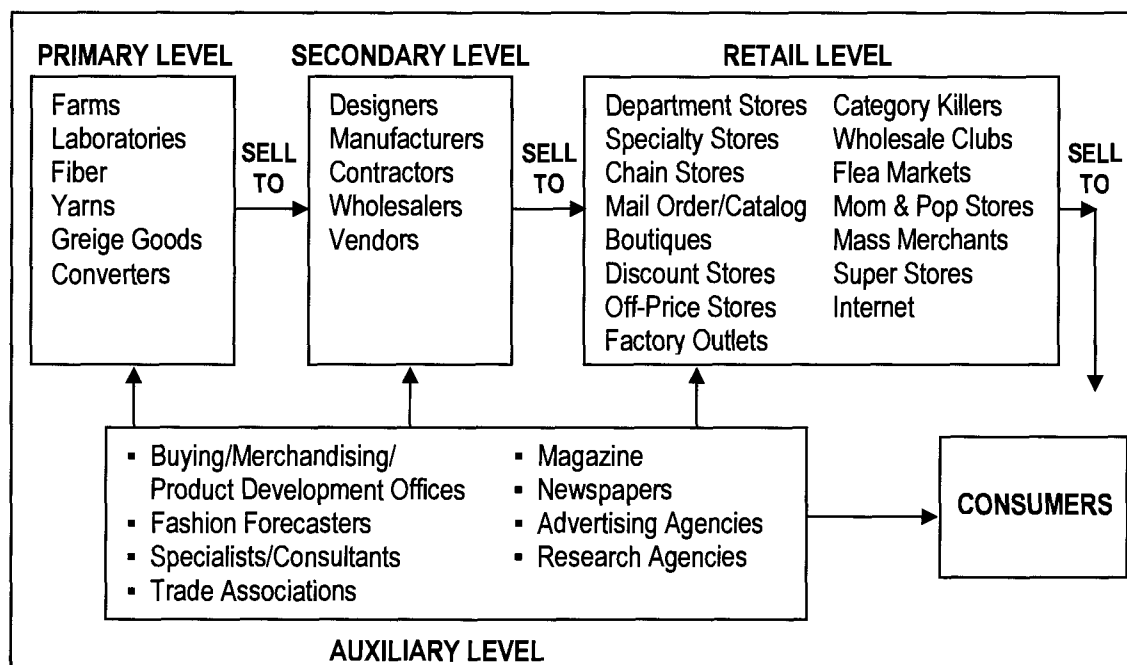 PRIMARY LEVEL
Farms
Laboratories
Fiber
Yarns
Greige Goods
Converters
SELL
TO
SECONDARY LEVEL
Designers
Manufacturers
Contractors
Wholesalers
Vendors
SELL
TO
RETAIL LEVEL
Department Stores
Specialty Stores
Chain Stores
Mail Order/Catalog
Boutiques
Discount Stores
Off-Price Stores
Factory Outlets
Category Killers
Wholesale Clubs
Flea Markets
Mom & Pop Stores
Mass Merchants
Super Stores
Internet
SELL
TO
▪ Buying/Merchandising/
Product Development Offices
▪ Fashion Forecasters
▪ Specialists/Consultants
▪ Trade Associations
▪ Magazine
▪ Newspapers
▪ Advertising Agencies
▪ Research Agencies
AUXILIARY LEVEL
CONSUMERS